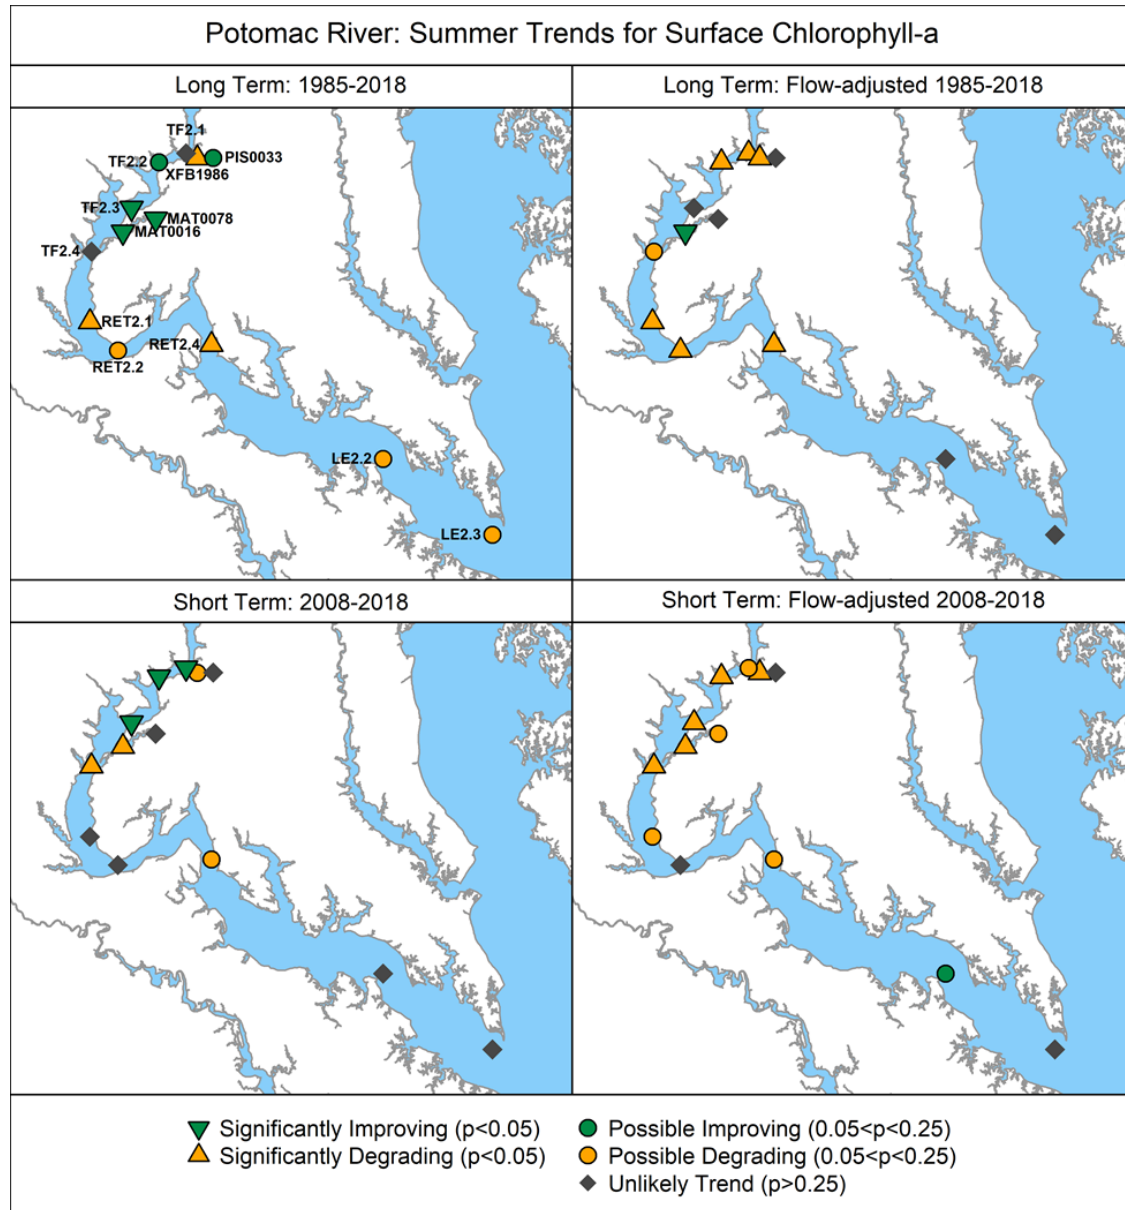 Potomac River: Summer Trends for Surface Chlorophyll-a
Long Term: 1985-2018
Long Term: Flow-adjusted 1985-2018
TF2.1
TF2.2
PIS0033
XFB1986
TF2.3
MAT0078
MAT0016
TF2.4
RET2.1
RET2.4
RET2.2
LE2.2
LE2.3
Short Term: 2008-2018
Short Term: Flow-adjusted 2008-2018
Significantly Improving (p<0.05)
Possible Improving (0.05<p<0.25)
Significantly Degrading (p<0.05)
Possible Degrading (0.05<p<0.25)
Unlikely Trend (p>0.25)